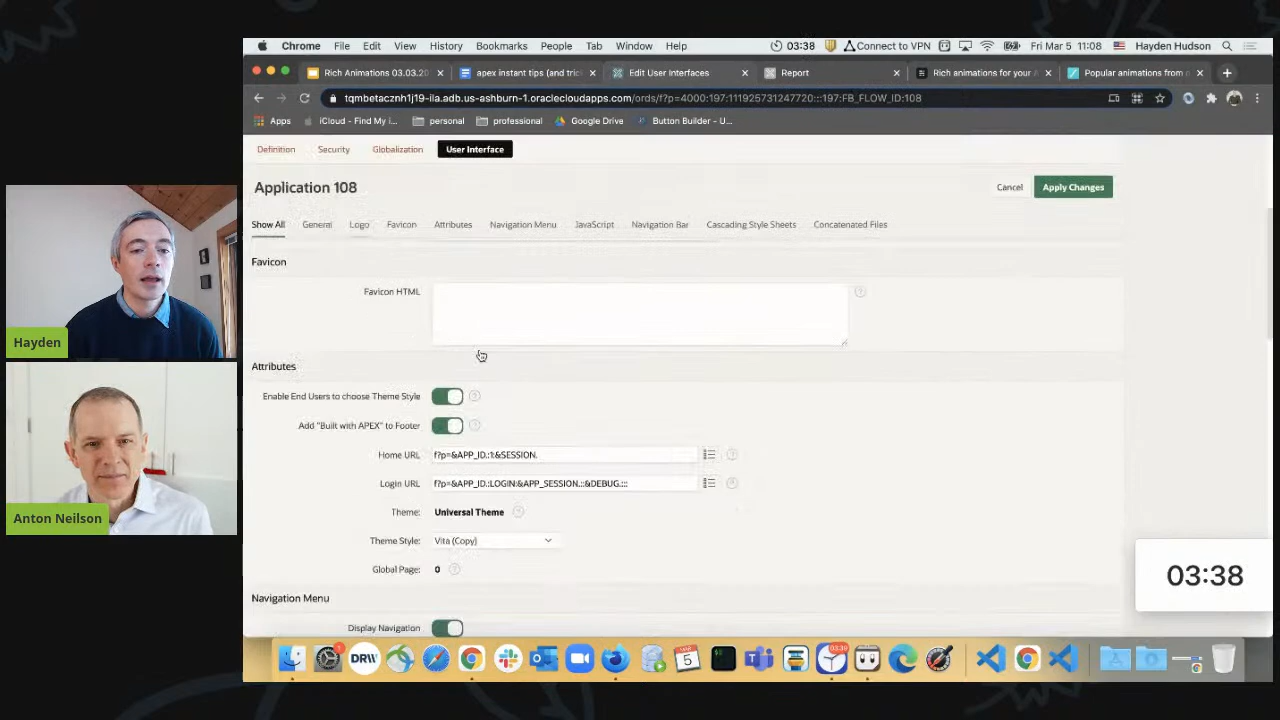 Chrome File Edit View History Bookmarks People Tab Window Help 03:38 Connect to VPN Fri Mar 5 11:08 Hayden Hudson
Rich Animations 03.03.20 apex instant tips (and tric Edit User Interfaces Report Rich animations for your A Popular animations from n
tqmbetacznh1j19-ila.adb.us-ashburn-1.oraclecloudapps.com/ords/f?p=4000:197:111925731247720:::197:FB_FLOW_ID:108
Apps iCloud - Find My i... personal professional Google Drive Button Builder - U...
Definition Security Globalization User Interface
Application 108
Cancel Apply Changes
Show All General Logo Favicon Attributes Navigation Menu JavaScript Navigation Bar Cascading Style Sheets Concatenated Files
Favicon
Favicon HTML
Attributes
Enable End Users to choose Theme Style
Add "Built with APEX" to Footer
Home URL f?p=&APP_ID.:1:&SESSION.
Login URL f?p=&APP_ID.:LOGIN:&APP_SESSION.::&DEBUG.:::
Theme: Universal Theme
Theme Style: Vita (Copy)
Global Page: 0
Navigation Menu
Display Navigation
03:38
Hayden
Anton Neilson
DRW
5
03:39